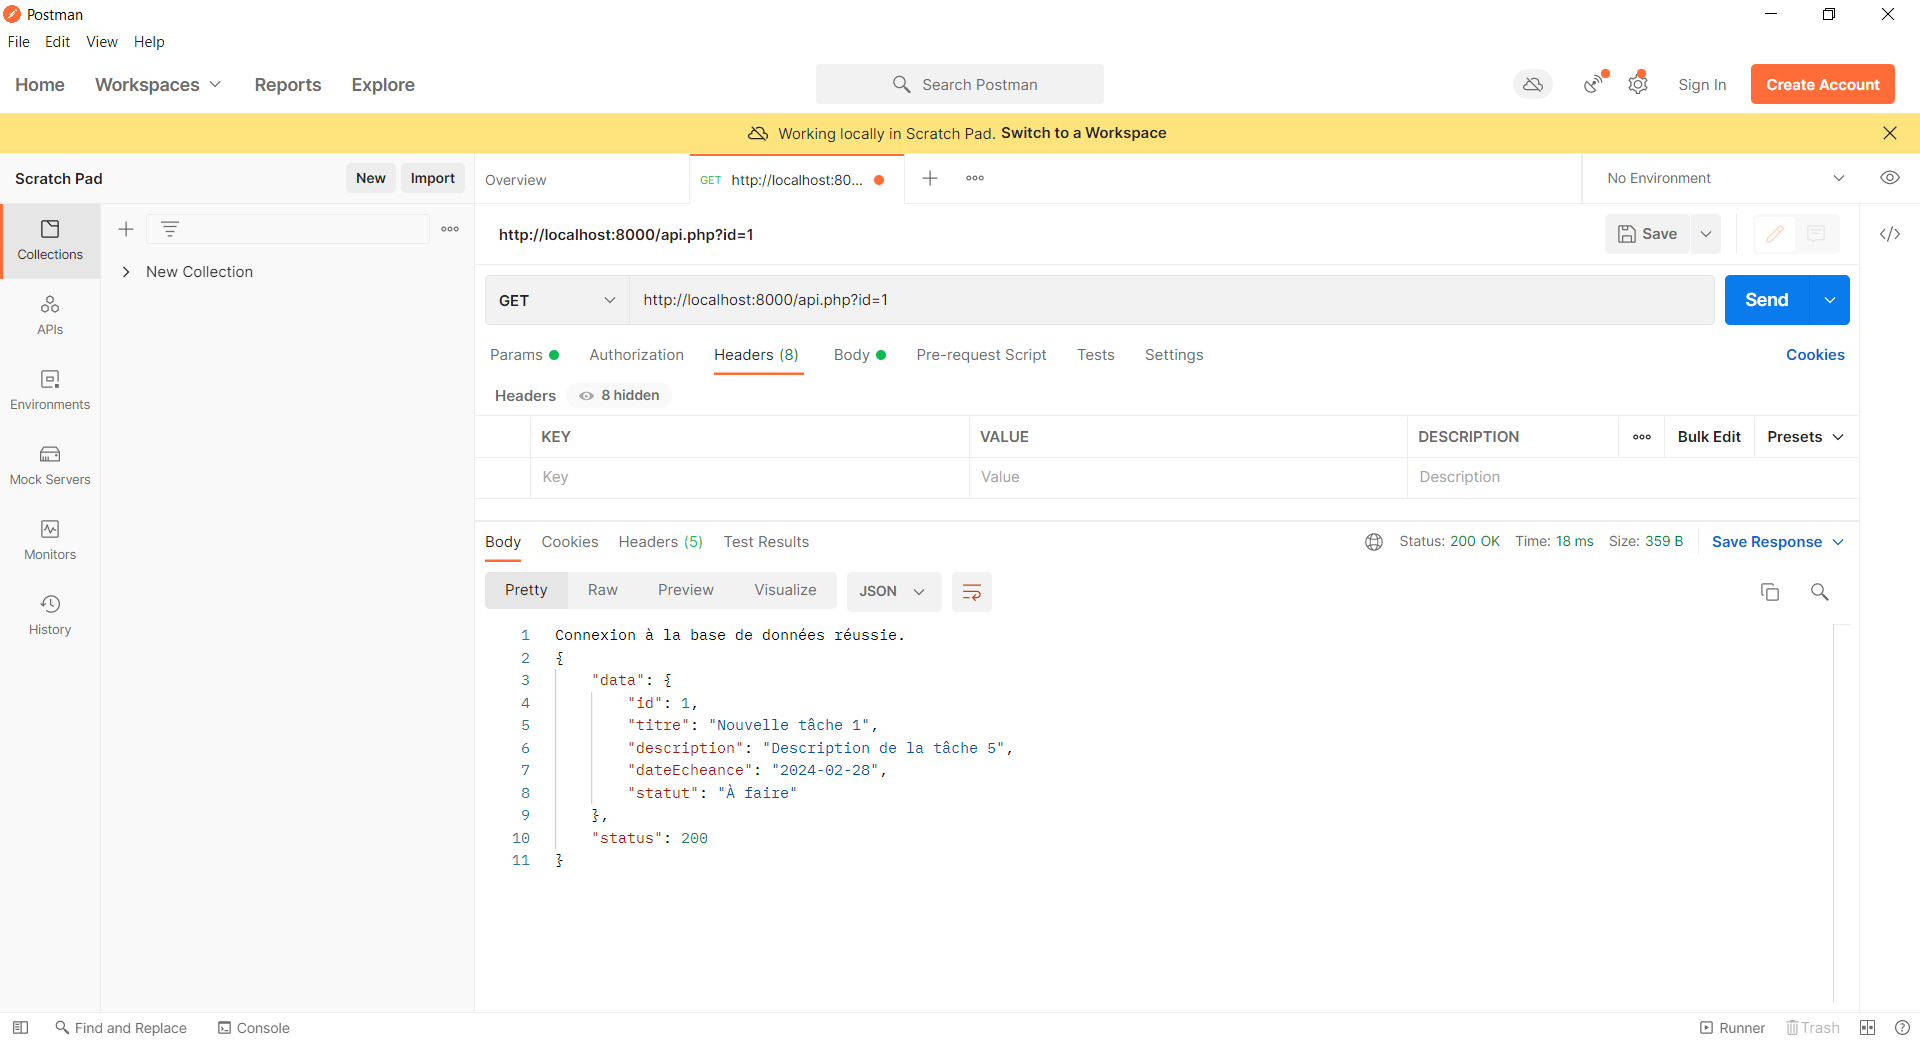 Postman
File Edit View Help
Home Workspaces Reports Explore Search Postman Sign In Create Account
Working locally in Scratch Pad. Switch to a Workspace
Scratch Pad New Import Overview GET http://localhost:80... No Environment
Collections
http://localhost:8000/api.php?id=1 Save
New Collection
GET http://localhost:8000/api.php?id=1 Send
APIs
Params Authorization Headers (8) Body Pre-request Script Tests Settings Cookies
Headers 8 hidden
Environments
KEY VALUE DESCRIPTION Bulk Edit Presets
Key Value Description
Mock Servers
Body Cookies Headers (5) Test Results Status: 200 OK Time: 18 ms Size: 359 B Save Response
Monitors
Pretty Raw Preview Visualize JSON
History
1 Connexion à la base de données réussie.
2 {
3 "data": {
4 "id": 1,
5 "titre": "Nouvelle tâche 1",
6 "description": "Description de la tâche 5",
7 "dateEcheance": "2024-02-28",
8 "statut": "À faire"
9 },
10 "status": 200
11 }
Find and Replace Console Runner Trash